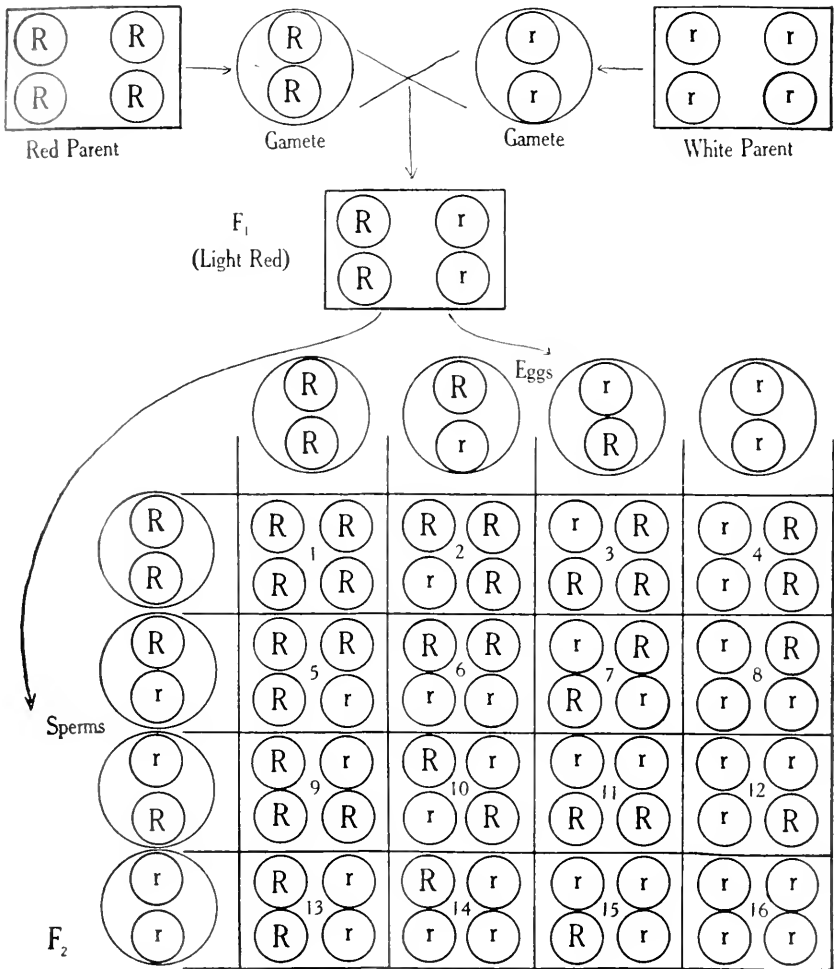 R R R r r r
R R R r r r
Red Parent Gamete Gamete White Parent
F₁
(Light Red)
R r
R r
Eggs
R R r r
R r R r
R R R R R r R r R
R 1 2 3 4
R R r R R R r R
R R R R R r R r R
r 5 6 7 8
R r r r R r r r
Sperms
r R r R r r r r r
R 9 10 11 12
R R r R R R r R
r R r R r r r r r
r 13 14 15 16
R r r r R r r r
F₂